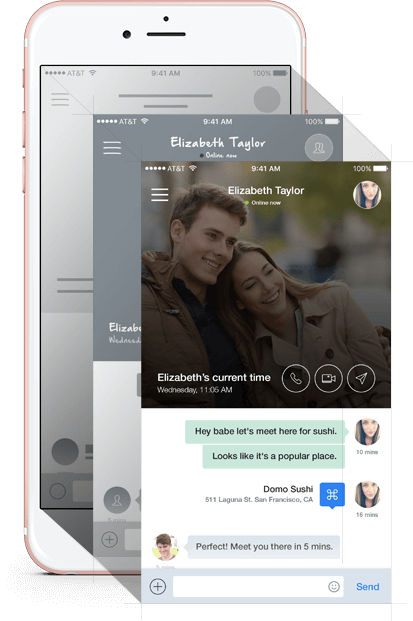 ●●●●● AT&T 9:41 AM 100%
●●●●● AT&T 9:41 AM 100%
Elizabeth Taylor
Online now
●●●●● AT&T 9:41 AM 100%
Elizabeth Taylor
Online now
Elizabeth's current time
Wednesday, 11:05 AM
Hey babe let's meet here for sushi.
Looks like it's a popular place.
10 mins
Domo Sushi
511 Laguna St. San Francisco, CA
16 mins
Perfect! Meet you there in 5 mins.
Send